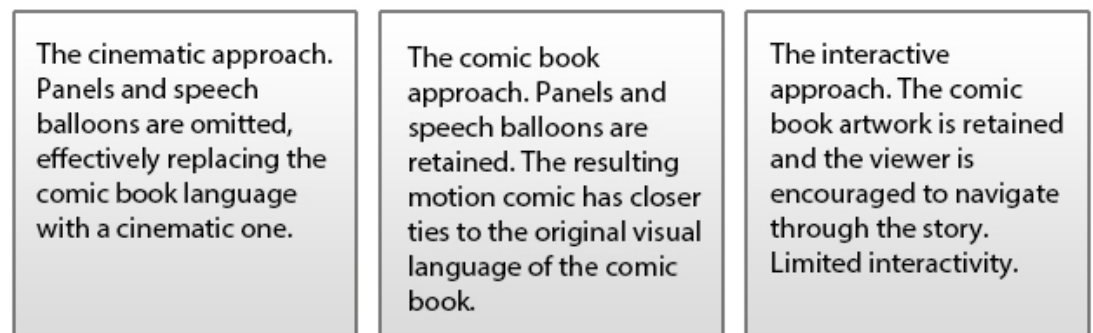 The cinematic approach.
Panels and speech
balloons are omitted,
effectively replacing the
comic book language
with a cinematic one.
The comic book
approach. Panels and
speech balloons are
retained. The resulting
motion comic has closer
ties to the original visual
language of the comic
book.
The interactive
approach. The comic
book artwork is retained
and the viewer is
encouraged to navigate
through the story.
Limited interactivity.